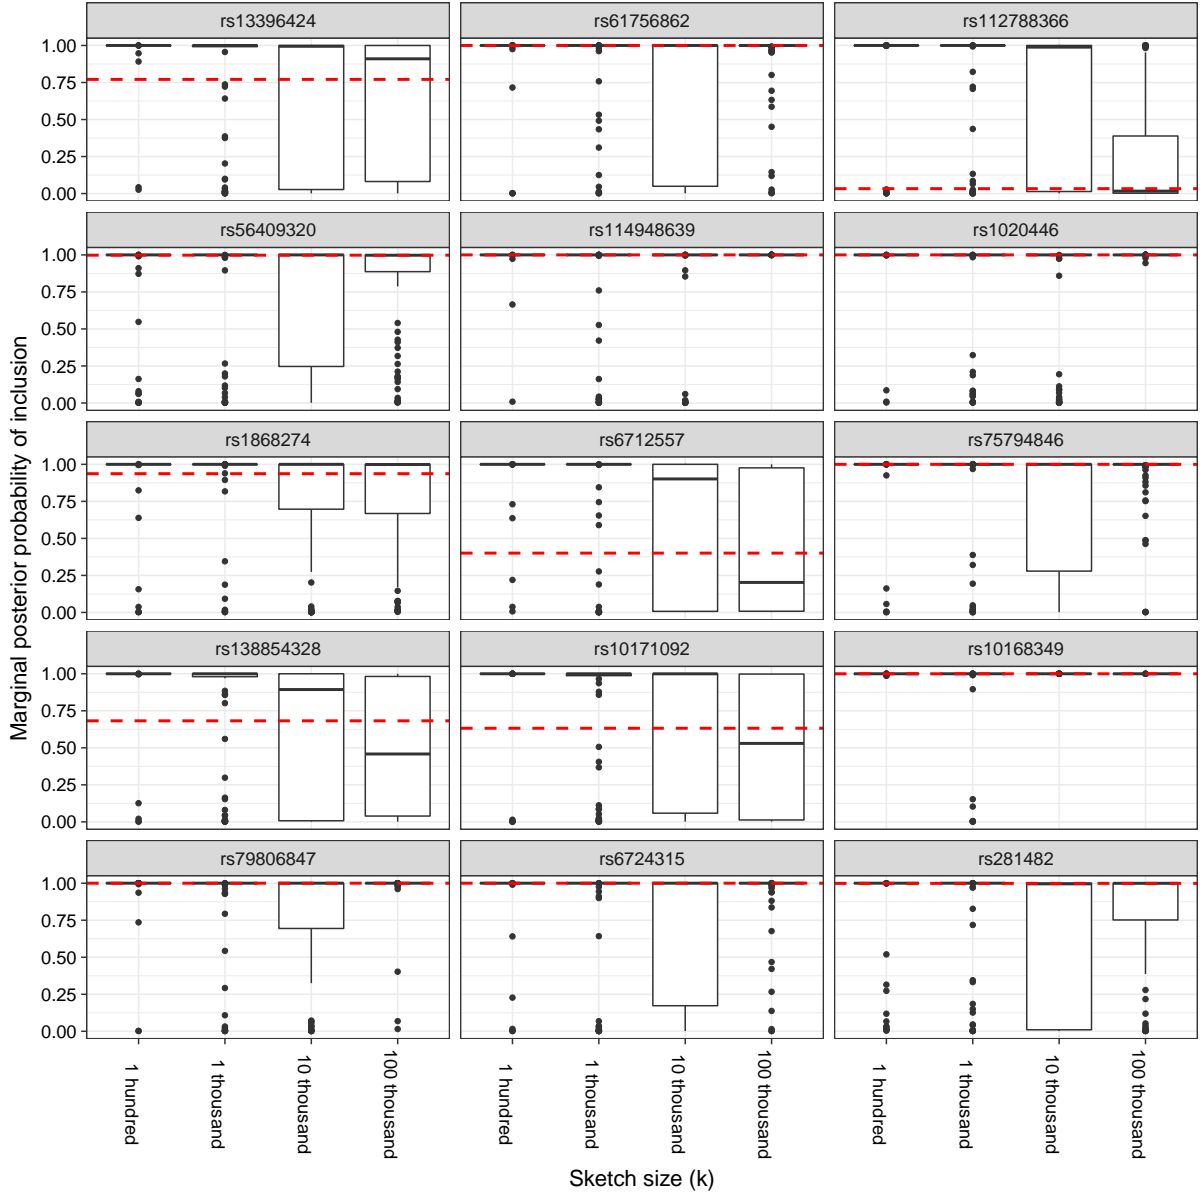 rs13396424 rs61756862 rs112788366
1.00
0.75
0.50
0.25
0.00
rs56409320 rs114948639 rs1020446
1.00
0.75
0.50
0.25
0.00
rs1868274 rs6712557 rs75794846
1.00
0.75
0.50
0.25
0.00
rs138854328 rs10171092 rs10168349
1.00
0.75
0.50
0.25
0.00
rs79806847 rs6724315 rs281482
1.00
0.75
0.50
0.25
0.00
Marginal posterior probability of inclusion
1 hundred
1 thousand
10 thousand
100 thousand
1 hundred
1 thousand
10 thousand
100 thousand
1 hundred
1 thousand
10 thousand
100 thousand
Sketch size (k)